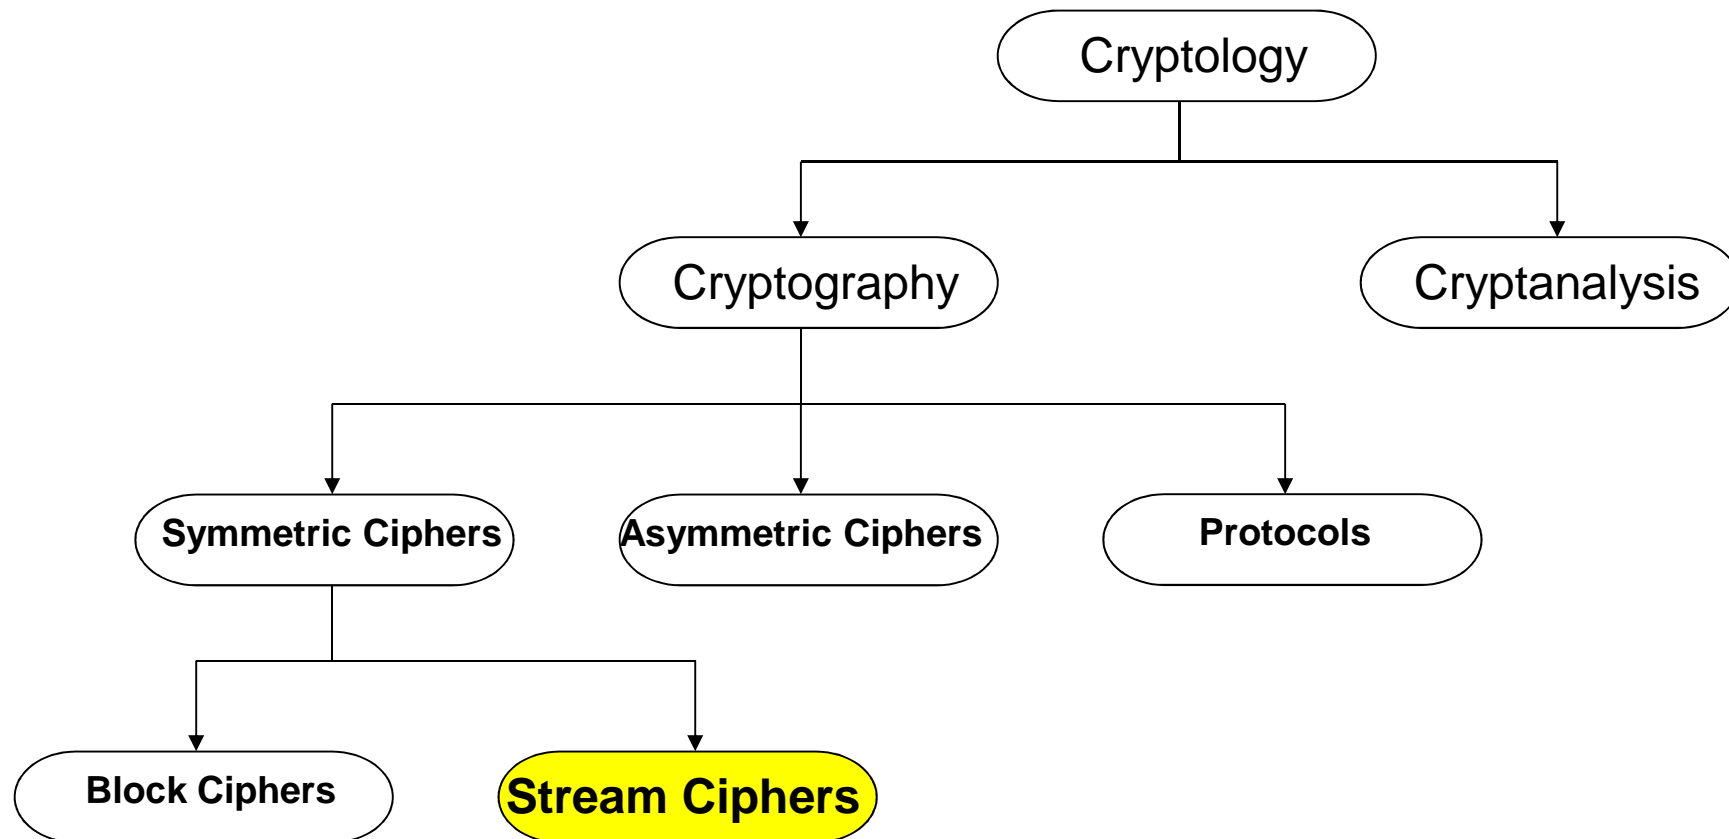 Cryptology
Cryptography
Cryptanalysis
Symmetric Ciphers
Asymmetric Ciphers
Protocols
Block Ciphers
Stream Ciphers